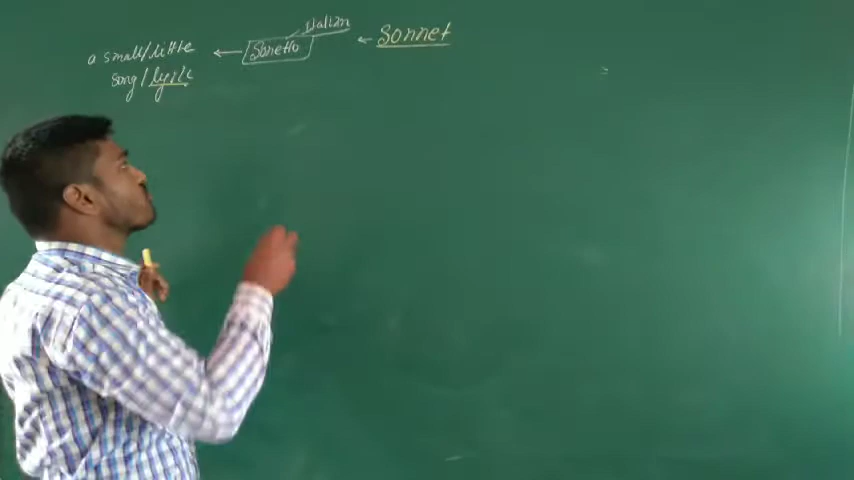 Sonnet
Italian
Sonetto
a small/little
song/lyric